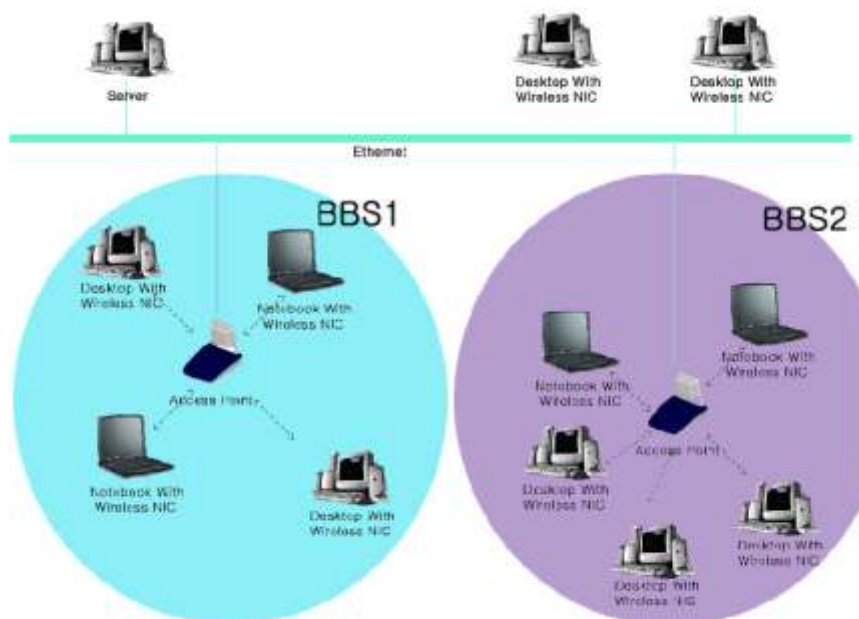 Server
Desktop With
Wireless NIC
Desktop With
Wireless NIC
Ethernet
BBS1
BBS2
Desktop With
Wireless NIC
Notebook With
Wireless NIC
Access Point
Notebook With
Wireless NIC
Desktop With
Wireless NIC
Notebook With
Wireless NIC
Notebook With
Wireless NIC
Access Point
Desktop With
Wireless NIC
Desktop With
Wireless NIC
Desktop With
Wireless NIC